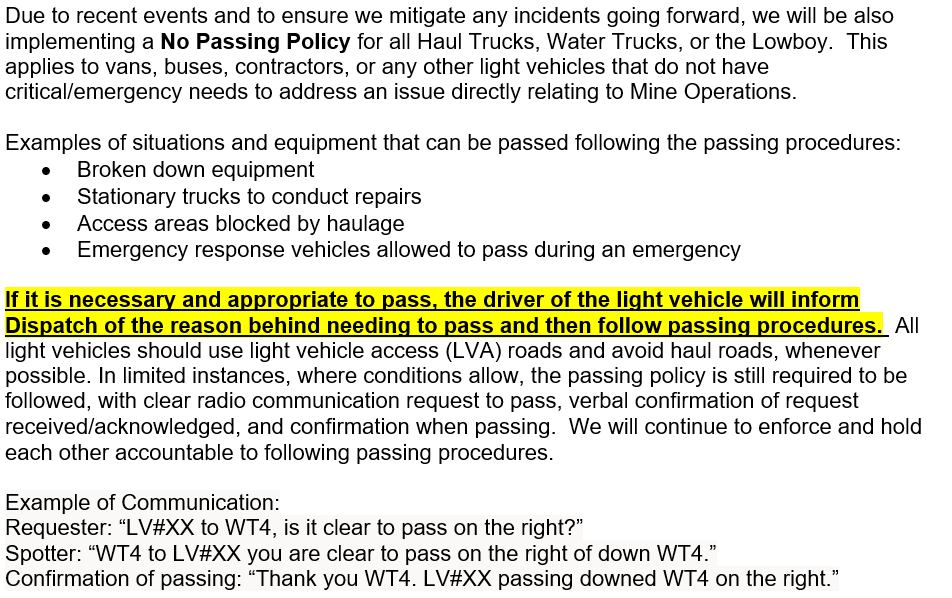 Due to recent events and to ensure we mitigate any incidents going forward, we will be also
implementing a No Passing Policy for all Haul Trucks, Water Trucks, or the Lowboy.  This
applies to vans, buses, contractors, or any other light vehicles that do not have
critical/emergency needs to address an issue directly relating to Mine Operations.
Examples of situations and equipment that can be passed following the passing procedures:
• Broken down equipment
• Stationary trucks to conduct repairs
• Access areas blocked by haulage
• Emergency response vehicles allowed to pass during an emergency
If it is necessary and appropriate to pass, the driver of the light vehicle will inform
Dispatch of the reason behind needing to pass and then follow passing procedures.  All
light vehicles should use light vehicle access (LVA) roads and avoid haul roads, whenever
possible. In limited instances, where conditions allow, the passing policy is still required to be
followed, with clear radio communication request to pass, verbal confirmation of request
received/acknowledged, and confirmation when passing.  We will continue to enforce and hold
each other accountable to following passing procedures.
Example of Communication:
Requester: “LV#XX to WT4, is it clear to pass on the right?”
Spotter: “WT4 to LV#XX you are clear to pass on the right of down WT4.”
Confirmation of passing: “Thank you WT4. LV#XX passing downed WT4 on the right.”